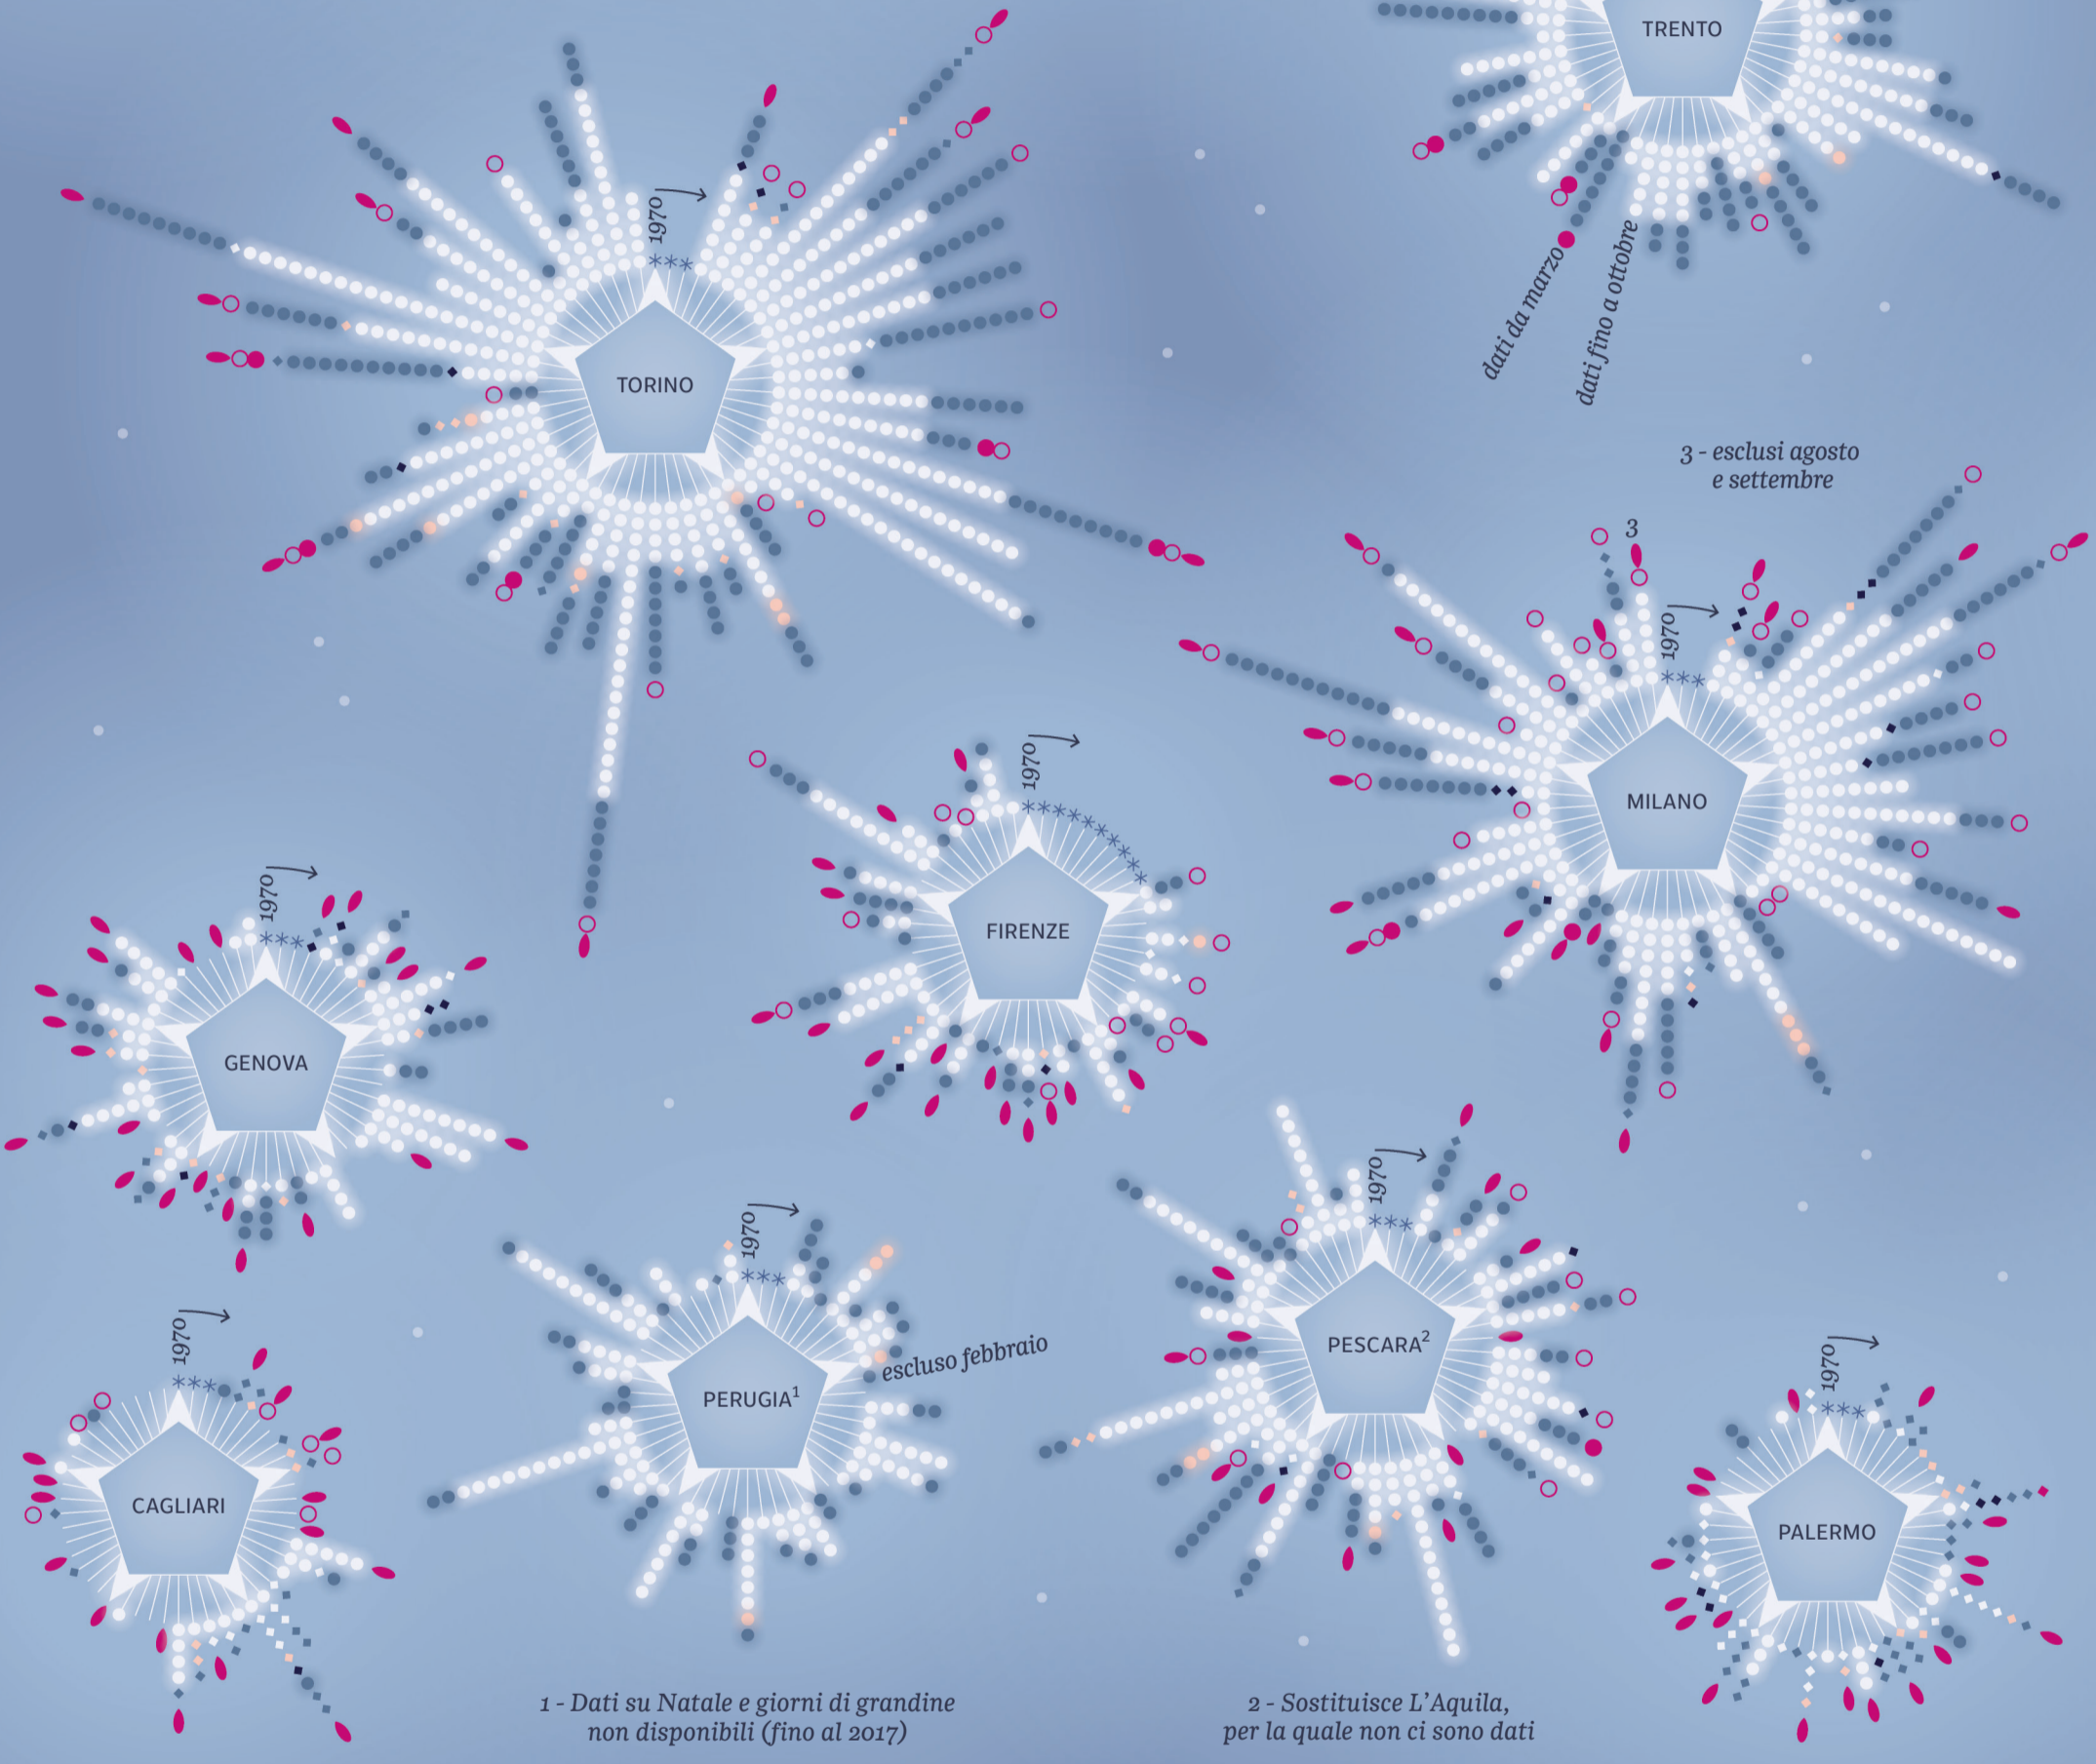 TRENTO
1970
TORINO
dati da marzo
dati fino a ottobre
3 - esclusi agosto
e settembre
3
1970
MILANO
1970
FIRENZE
1970
GENOVA
1970
PERUGIA1
escluso febbraio
1970
PESCARA2
1970
CAGLIARI
1970
PALERMO
1 - Dati su Natale e giorni di grandine
non disponibili (fino al 2017)
2 - Sostituisce L'Aquila,
per la quale non ci sono dati